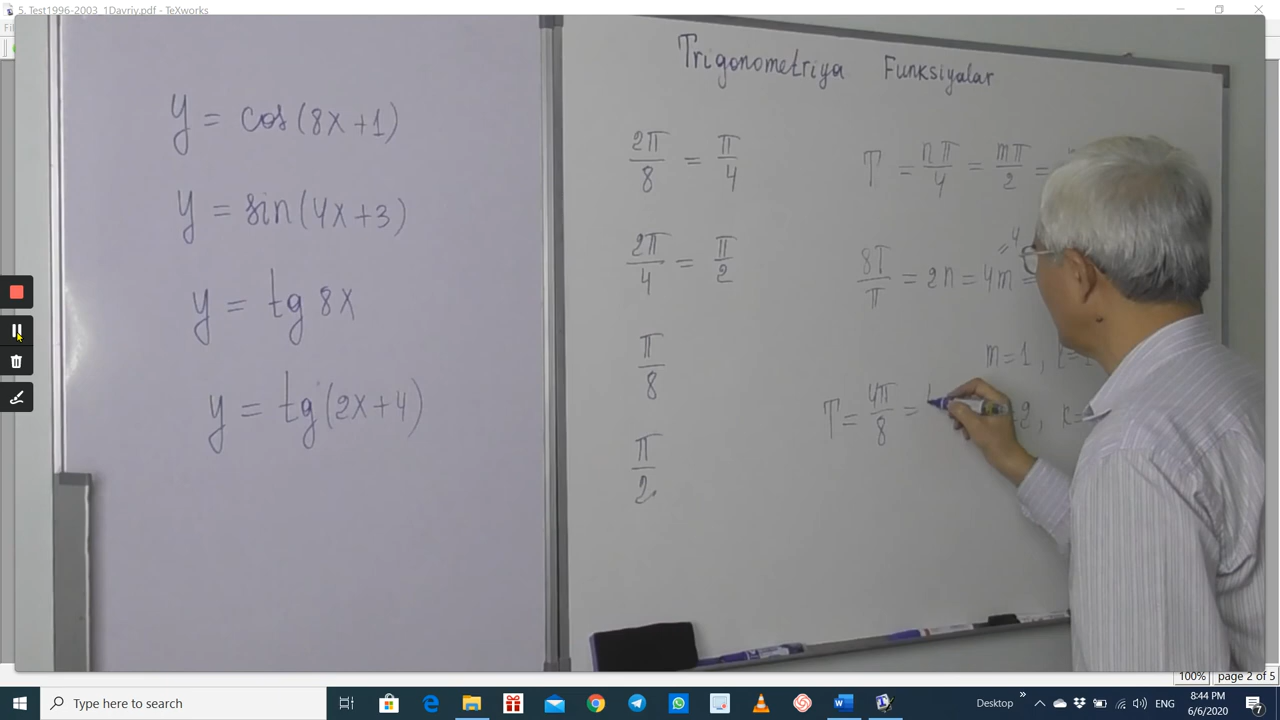 5. Test1996-2003_1Davriy.pdf - TeXworks
Trigonometriya Funksiyalar
y = cos(8x+1)
y = sin(4x+3)
y = tg 8x
y = tg(2x+4)
2π/8 = π/4
2π/4 = π/2
π/8
π/2
T = nπ/4 = mπ/2 =
8T/π = 2n = 4m =
m=1,
T = 4π/8 =
100% page 2 of 5
Type here to search
Desktop
8:44 PM
6/6/2020